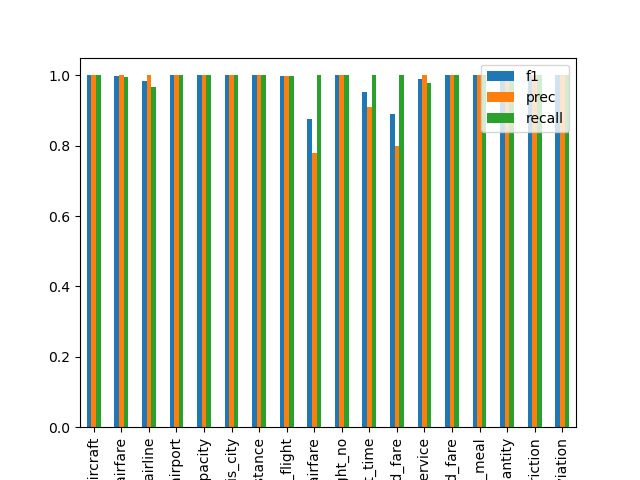 1.0
0.8
0.6
0.4
0.2
0.0
f1
prec
recall
ircraft
airfare
airline
airport
pacity
is_city
stance
_flight
airfare
ght_no
t_time
d_fare
ervice
d_fare
_meal
antity
riction
viation